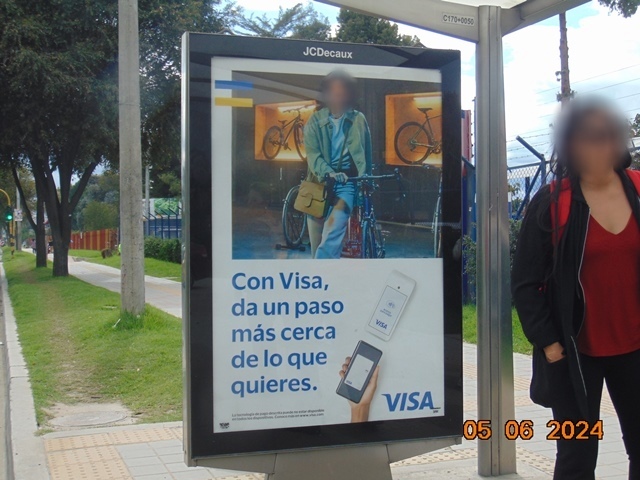 C170+0050
JCDecaux
Con Visa,
da un paso
más cerca
de lo que
quieres.
VISA
VISA
05 06 2024